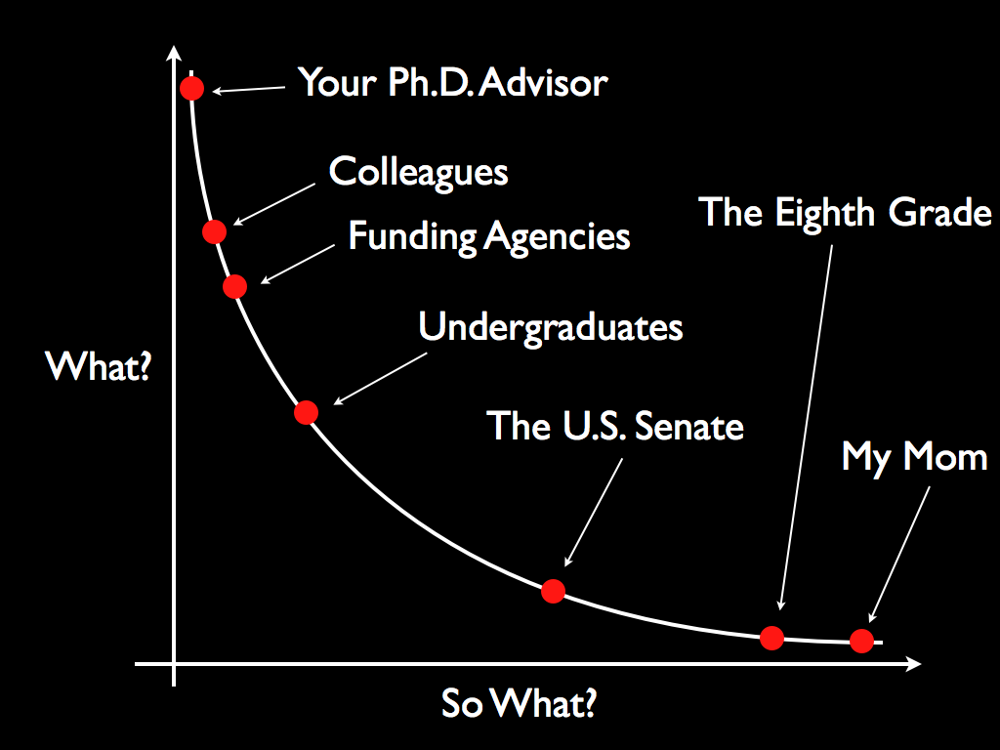 Your Ph.D. Advisor
Colleagues
The Eighth Grade
Funding Agencies
Undergraduates
What?
The U.S. Senate
My Mom
So What?